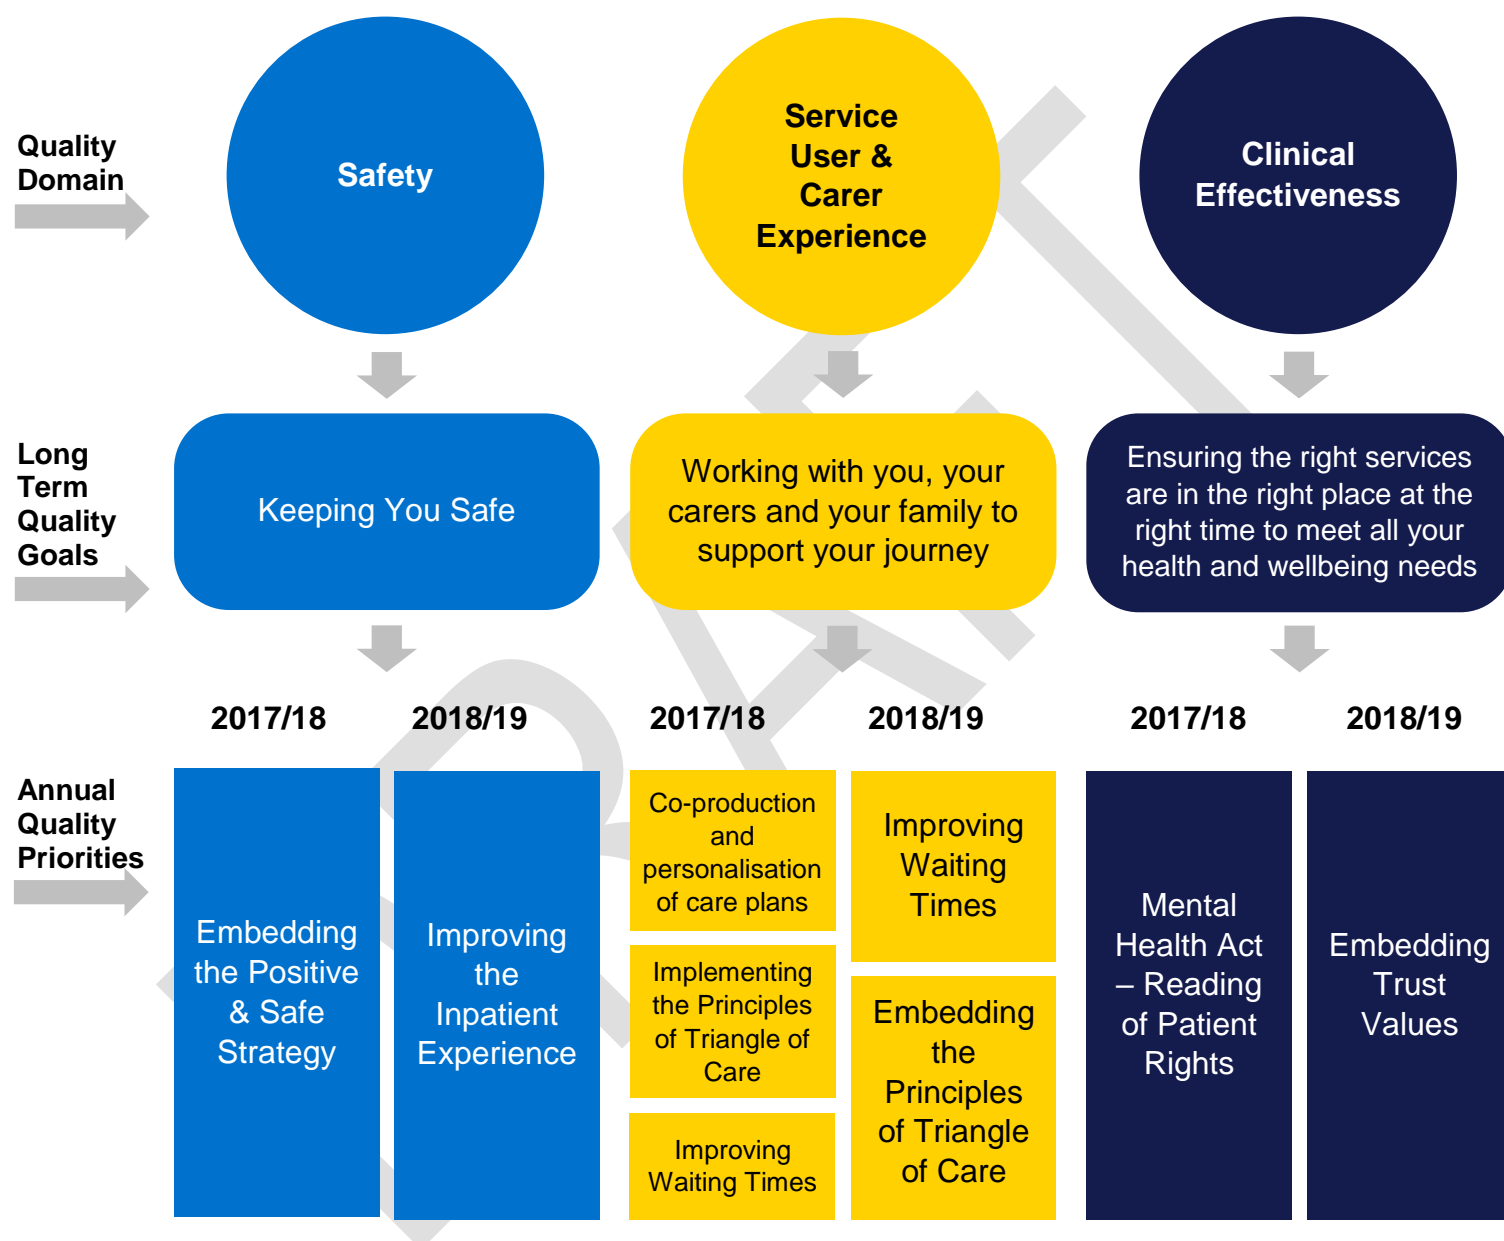 Quality
Domain
Safety
Service
User &
Carer
Experience
Clinical
Effectiveness
Long
Term
Quality
Goals
Keeping You Safe
Working with you, your
carers and your family to
support your journey
Ensuring the right services
are in the right place at the
right time to meet all your
health and wellbeing needs
2017/18
2018/19
2017/18
2018/19
2017/18
2018/19
Annual
Quality
Priorities
Embedding
the Positive
& Safe
Strategy
Improving
the
Inpatient
Experience
Co-production
and
personalisation
of care plans
Implementing
the Principles
of Triangle of
Care
Improving
Waiting Times
Improving
Waiting
Times
Embedding
the
Principles
of Triangle
of Care
Mental
Health Act
– Reading
of Patient
Rights
Embedding
Trust
Values
DRAFT